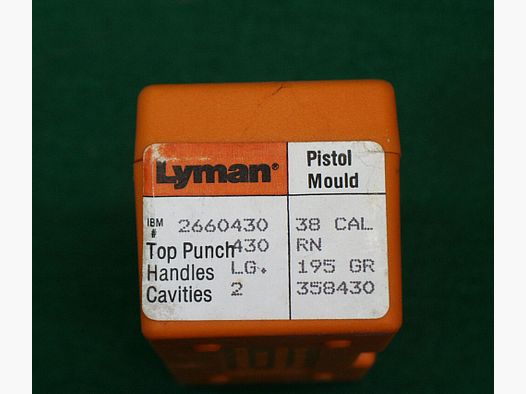 Lyman® Pistol
Mould
IBM # 2660430 38 CAL
Top Punch 430 RN
Handles LG. 195 GR
Cavities 2 358430